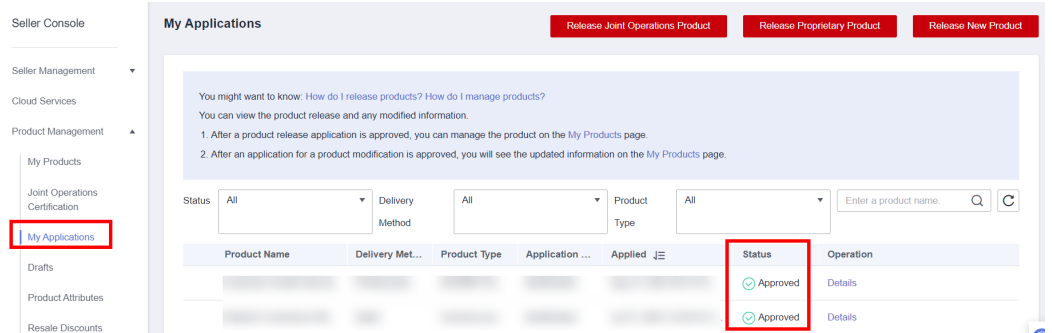 Seller Console
My Applications
Release Joint Operations Product
Release Proprietary Product
Release New Product
Seller Management
Cloud Services
Product Management
My Products
Joint Operations
Certification
My Applications
Drafts
Product Attributes
Resale Discounts
You might want to know: How do I release products? How do I manage products?
You can view the product release and any modified information.
1. After a product release application is approved, you can manage the product on the My Products page.
2. After an application for a product modification is approved, you will see the updated information on the My Products page.
Status All Delivery Method All Product Type All Enter a product name.
Product Name Delivery Met... Product Type Application ... Applied Status Operation
Approved Details
Approved Details